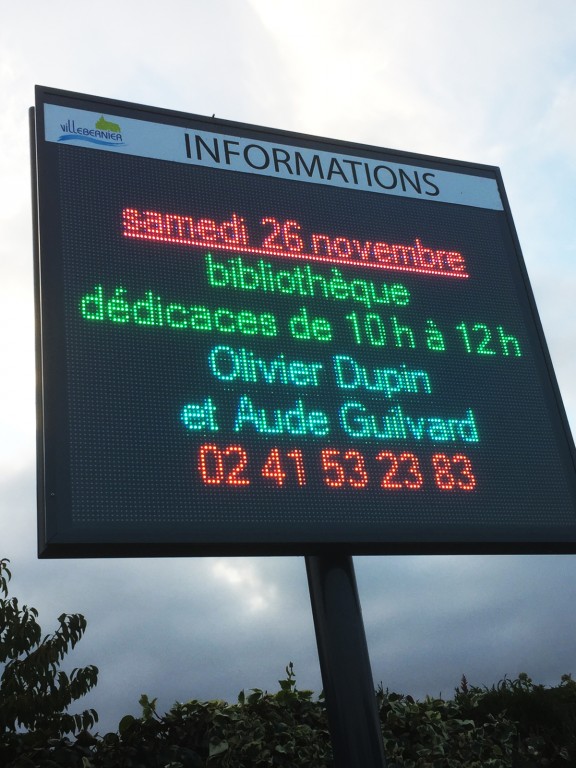 VILLEBERNIER
INFORMATIONS
samedi 26 novembre
bibliothèque
dédicaces de 10 h à 12 h
Olivier Dupin
et Aude Guilvard
02 41 53 23 83